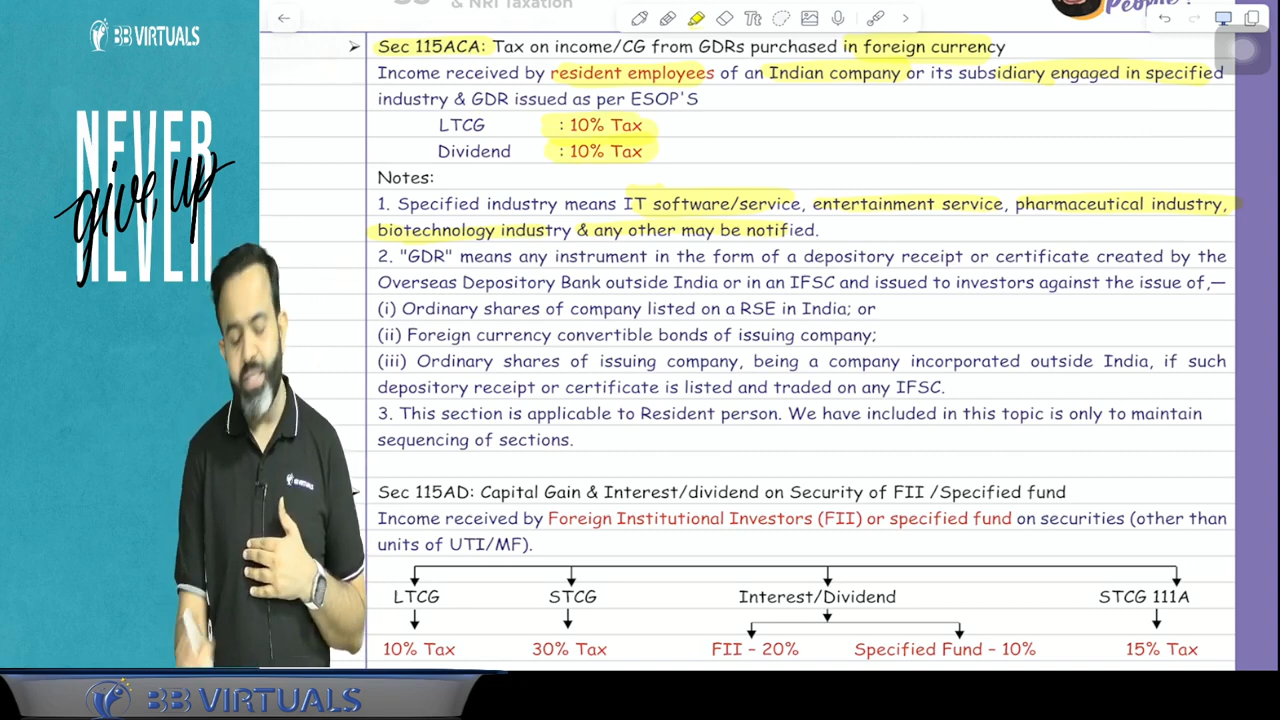 & NRI Taxation
People!
BB VIRTUALS
NEVER
give up
NEVER
➤ Sec 115ACA: Tax on income/CG from GDRs purchased in foreign currency
Income received by resident employees of an Indian company or its subsidiary engaged in specified
industry & GDR issued as per ESOP'S
LTCG : 10% Tax
Dividend : 10% Tax
Notes:
1. Specified industry means IT software/service, entertainment service, pharmaceutical industry,
biotechnology industry & any other may be notified.
2. "GDR" means any instrument in the form of a depository receipt or certificate created by the
Overseas Depository Bank outside India or in an IFSC and issued to investors against the issue of,—
(i) Ordinary shares of company listed on a RSE in India; or
(ii) Foreign currency convertible bonds of issuing company;
(iii) Ordinary shares of issuing company, being a company incorporated outside India, if such
depository receipt or certificate is listed and traded on any IFSC.
3. This section is applicable to Resident person. We have included in this topic is only to maintain
sequencing of sections.
Sec 115AD: Capital Gain & Interest/dividend on Security of FII /Specified fund
Income received by Foreign Institutional Investors (FII) or specified fund on securities (other than
units of UTI/MF).
LTCG STCG Interest/Dividend STCG 111A
10% Tax 30% Tax FII - 20% Specified Fund - 10% 15% Tax
BB VIRTUALS
BB VIRTUALS